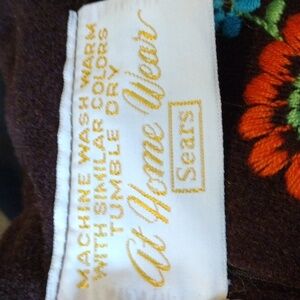 At Home Wear
Sears
MACHINE WASH WARM
WITH SIMILAR COLORS
TUMBLE DRY